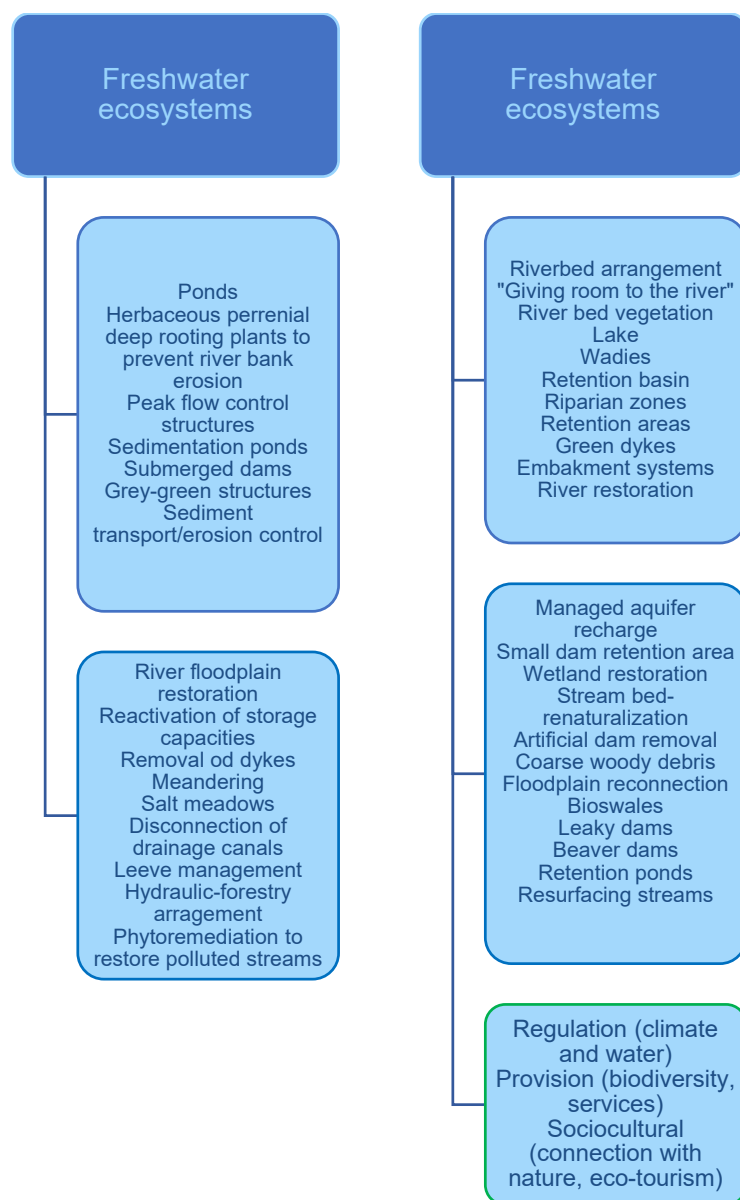 Freshwater
ecosystems
Ponds
Herbaceous perrenial
deep rooting plants to
prevent river bank
erosion
Peak flow control
structures
Sedimentation ponds
Submerged dams
Grey-green structures
Sediment
transport/erosion control
River floodplain
restoration
Reactivation of storage
capacities
Removal od dykes
Meandering
Salt meadows
Disconnection of
drainage canals
Leeve management
Hydraulic-forestry
arragement
Phytoremediation to
restore polluted streams
Freshwater
ecosystems
Riverbed arrangement
"Giving room to the river"
River bed vegetation
Lake
Wadies
Retention basin
Riparian zones
Retention areas
Green dykes
Embakment systems
River restoration
Managed aquifer
recharge
Small dam retention area
Wetland restoration
Stream bed-
renaturalization
Artificial dam removal
Coarse woody debris
Floodplain reconnection
Bioswales
Leaky dams
Beaver dams
Retention ponds
Resurfacing streams
Regulation (climate
and water)
Provision (biodiversity,
services)
Sociocultural
(connection with
nature, eco-tourism)